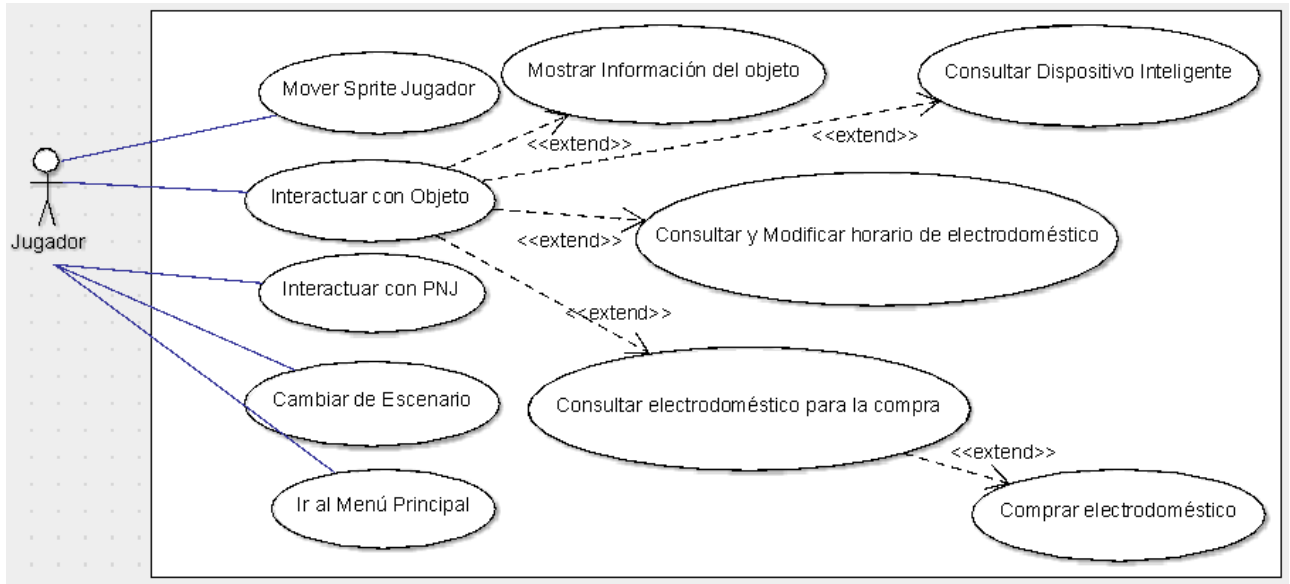 Mostrar Información del objeto
Consultar Dispositivo Inteligente
Mover Sprite Jugador
<<extend>>
<<extend>>
Interactuar con Objeto
Jugador
<<extend>>
Consultar y Modificar horario de electrodoméstico
Interactuar con PNJ
<<extend>>
Cambiar de Escenario
Consultar electrodoméstico para la compra
<<extend>>
Ir al Menú Principal
Comprar electrodoméstico